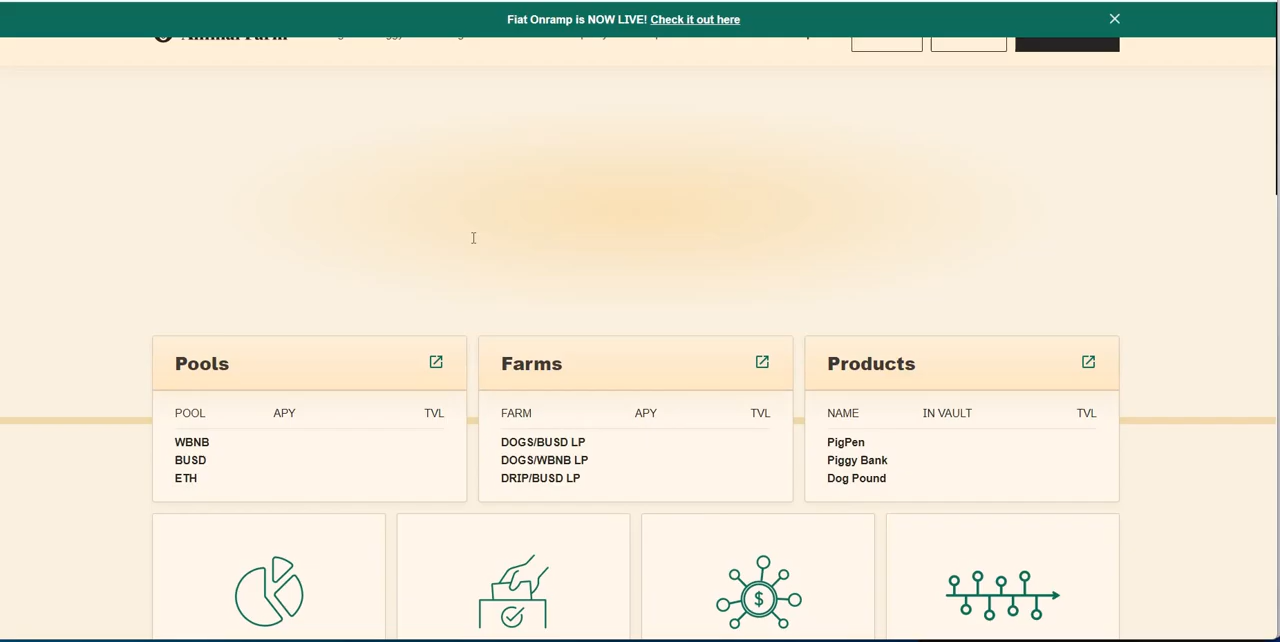 Fiat Onramp is NOW LIVE! Check it out here
Animal Farm
Pools
POOL APY TVL
WBNB
BUSD
ETH
Farms
FARM APY TVL
DOGS/BUSD LP
DOGS/WBNB LP
DRIP/BUSD LP
Products
NAME IN VAULT TVL
PigPen
Piggy Bank
Dog Pound
$